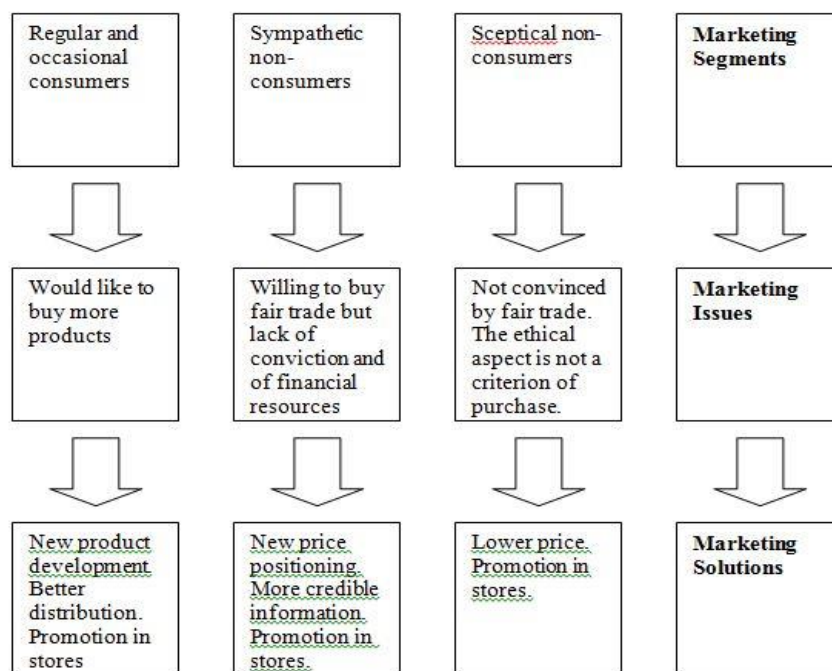 Regular and
occasional
consumers
Sympathetic
non-
consumers
Sceptical non-
consumers
Marketing
Segments
Would like to
buy more
products
Willing to buy
fair trade but
lack of
conviction and
of financial
resources
Not convinced
by fair trade.
The ethical
aspect is not a
criterion of
purchase.
Marketing
Issues
New product
development.
Better
distribution.
Promotion in
stores
New price
positioning.
More credible
information.
Promotion in
stores.
Lower price.
Promotion in
stores.
Marketing
Solutions